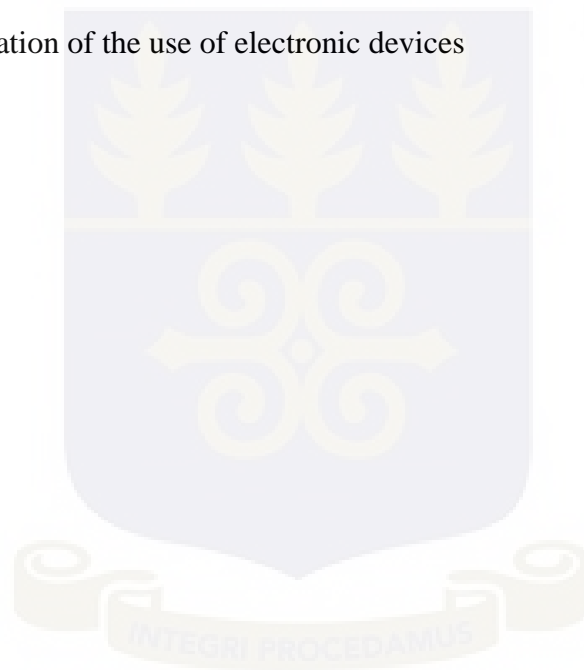 ation of the use of electronic devices
INTEGRI PROCEDAMUS